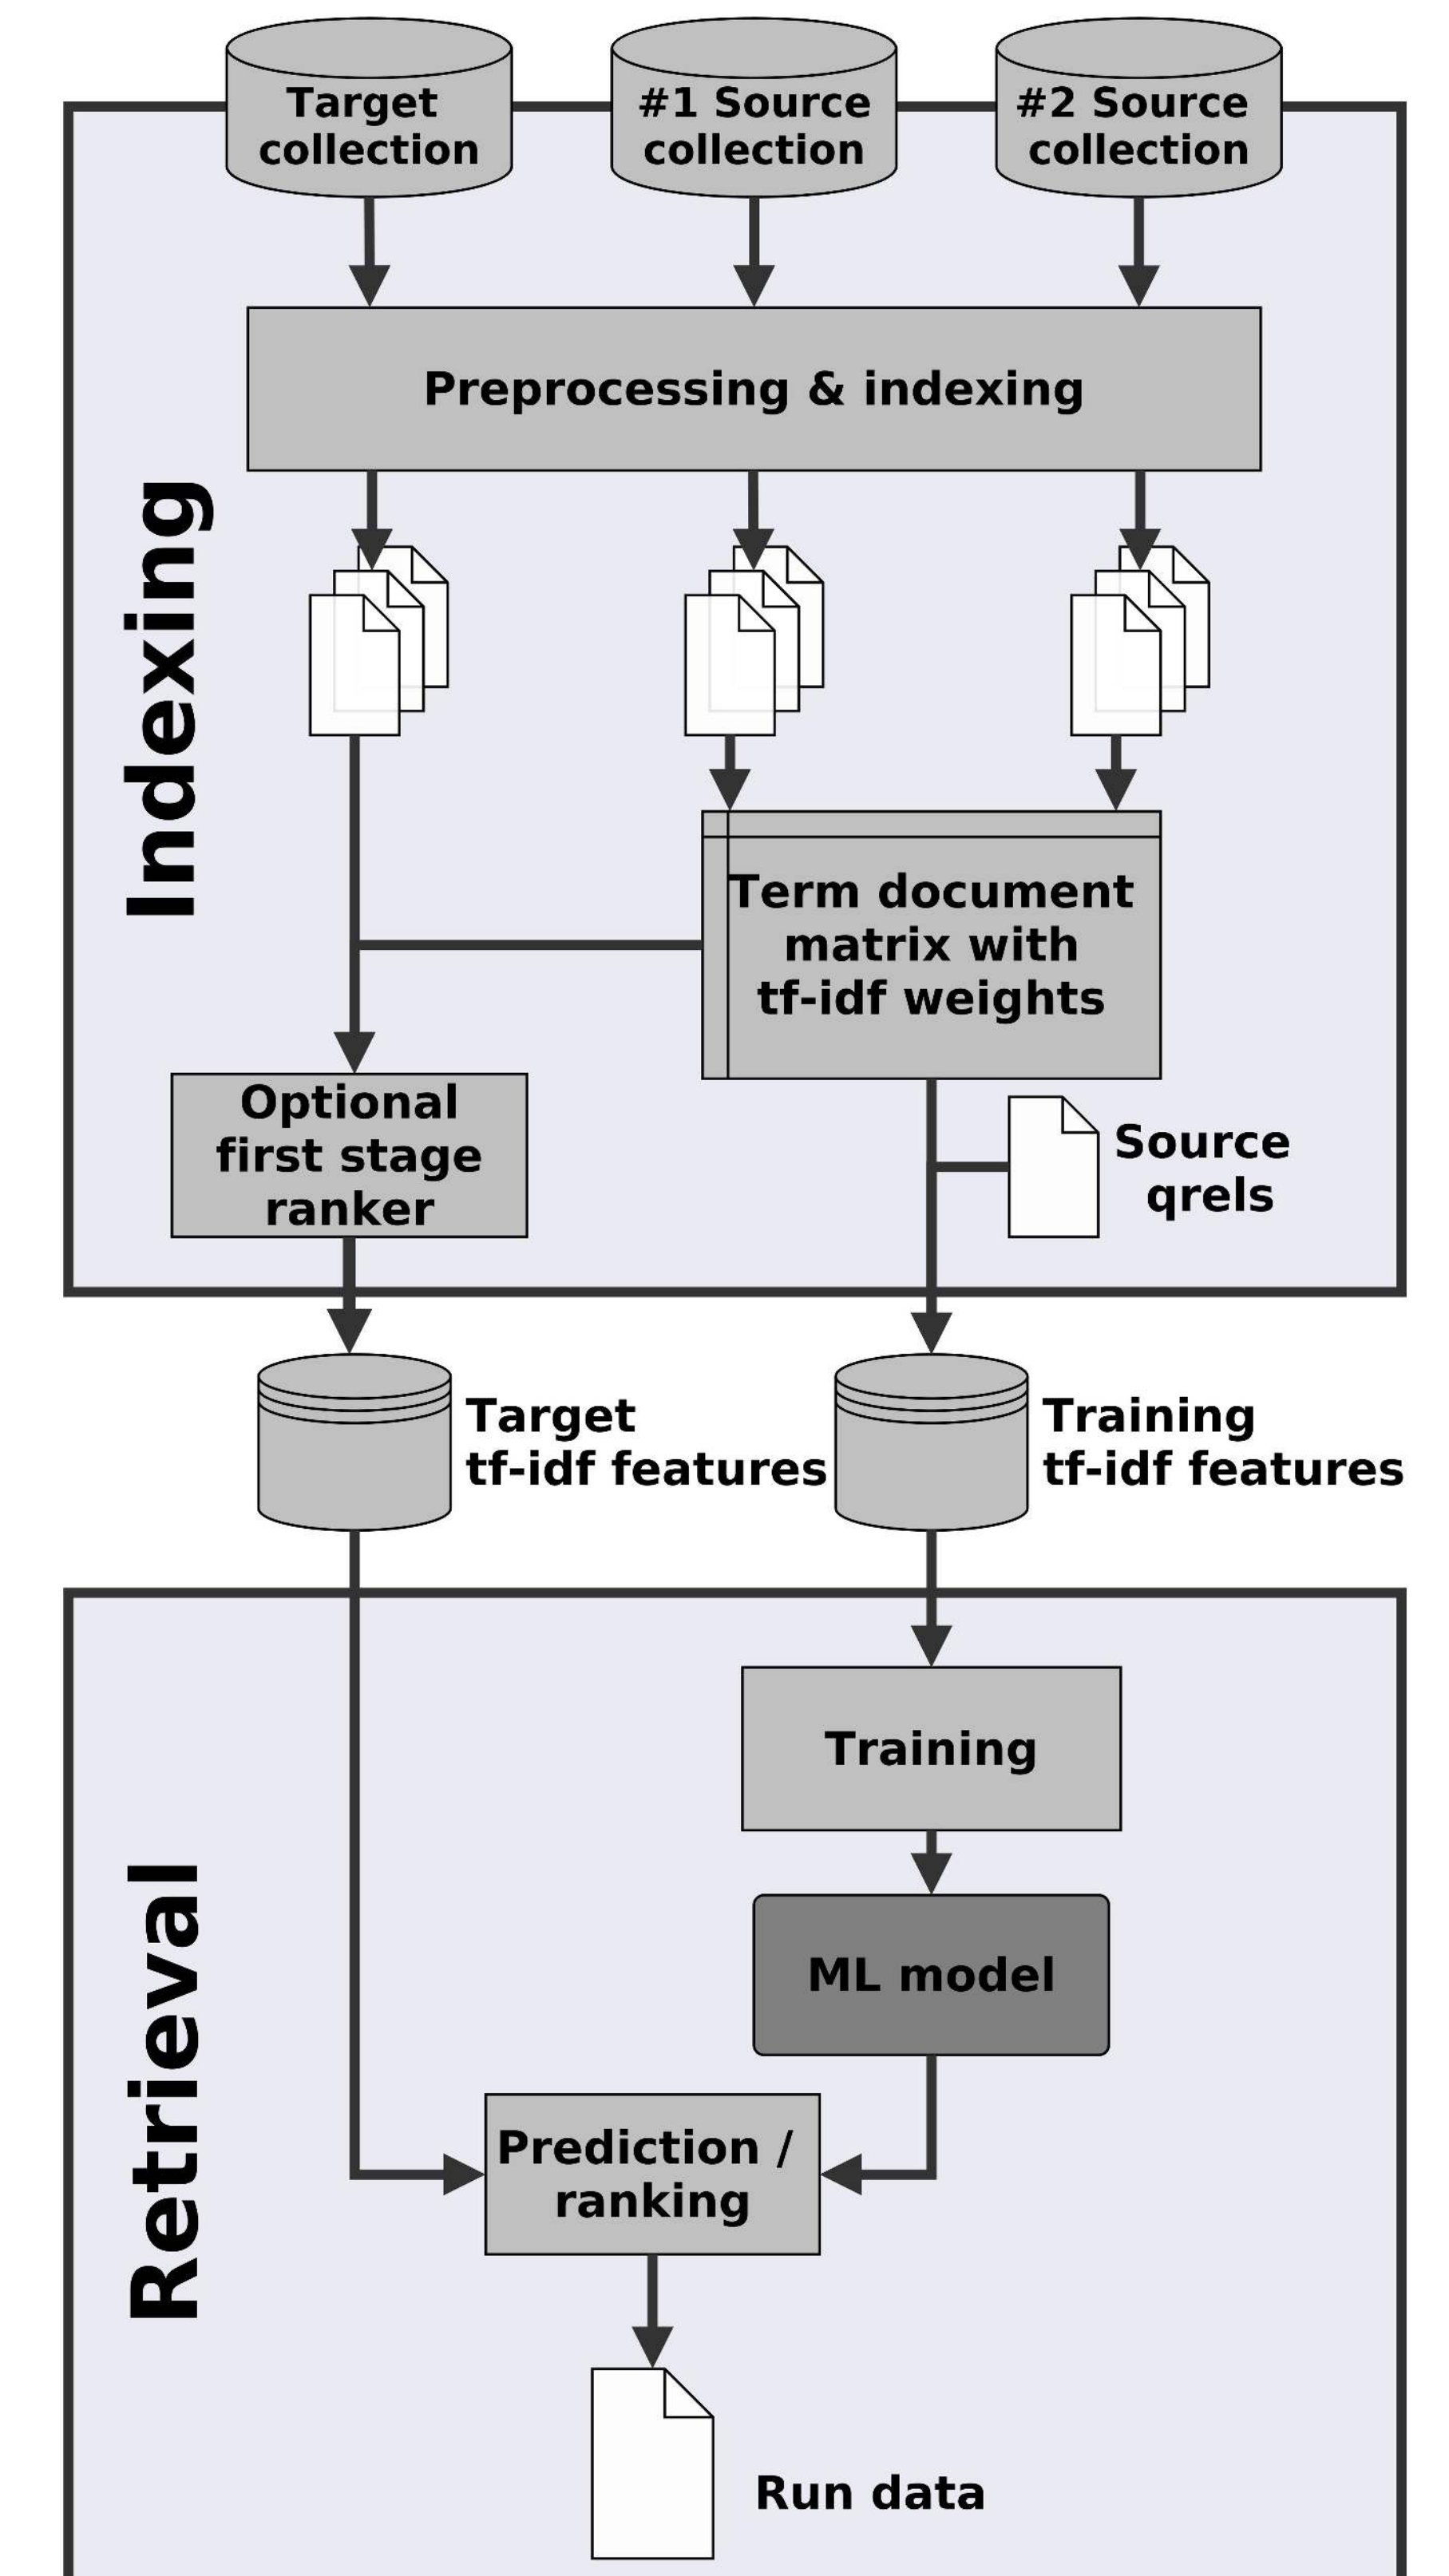 Target
collection
#1 Source
collection
#2 Source
collection
Preprocessing & indexing
Indexing
Term document
matrix with
tf-idf weights
Optional
first stage
ranker
Source
qrels
Target
tf-idf features
Training
tf-idf features
Training
ML model
Retrieval
Prediction /
ranking
Run data